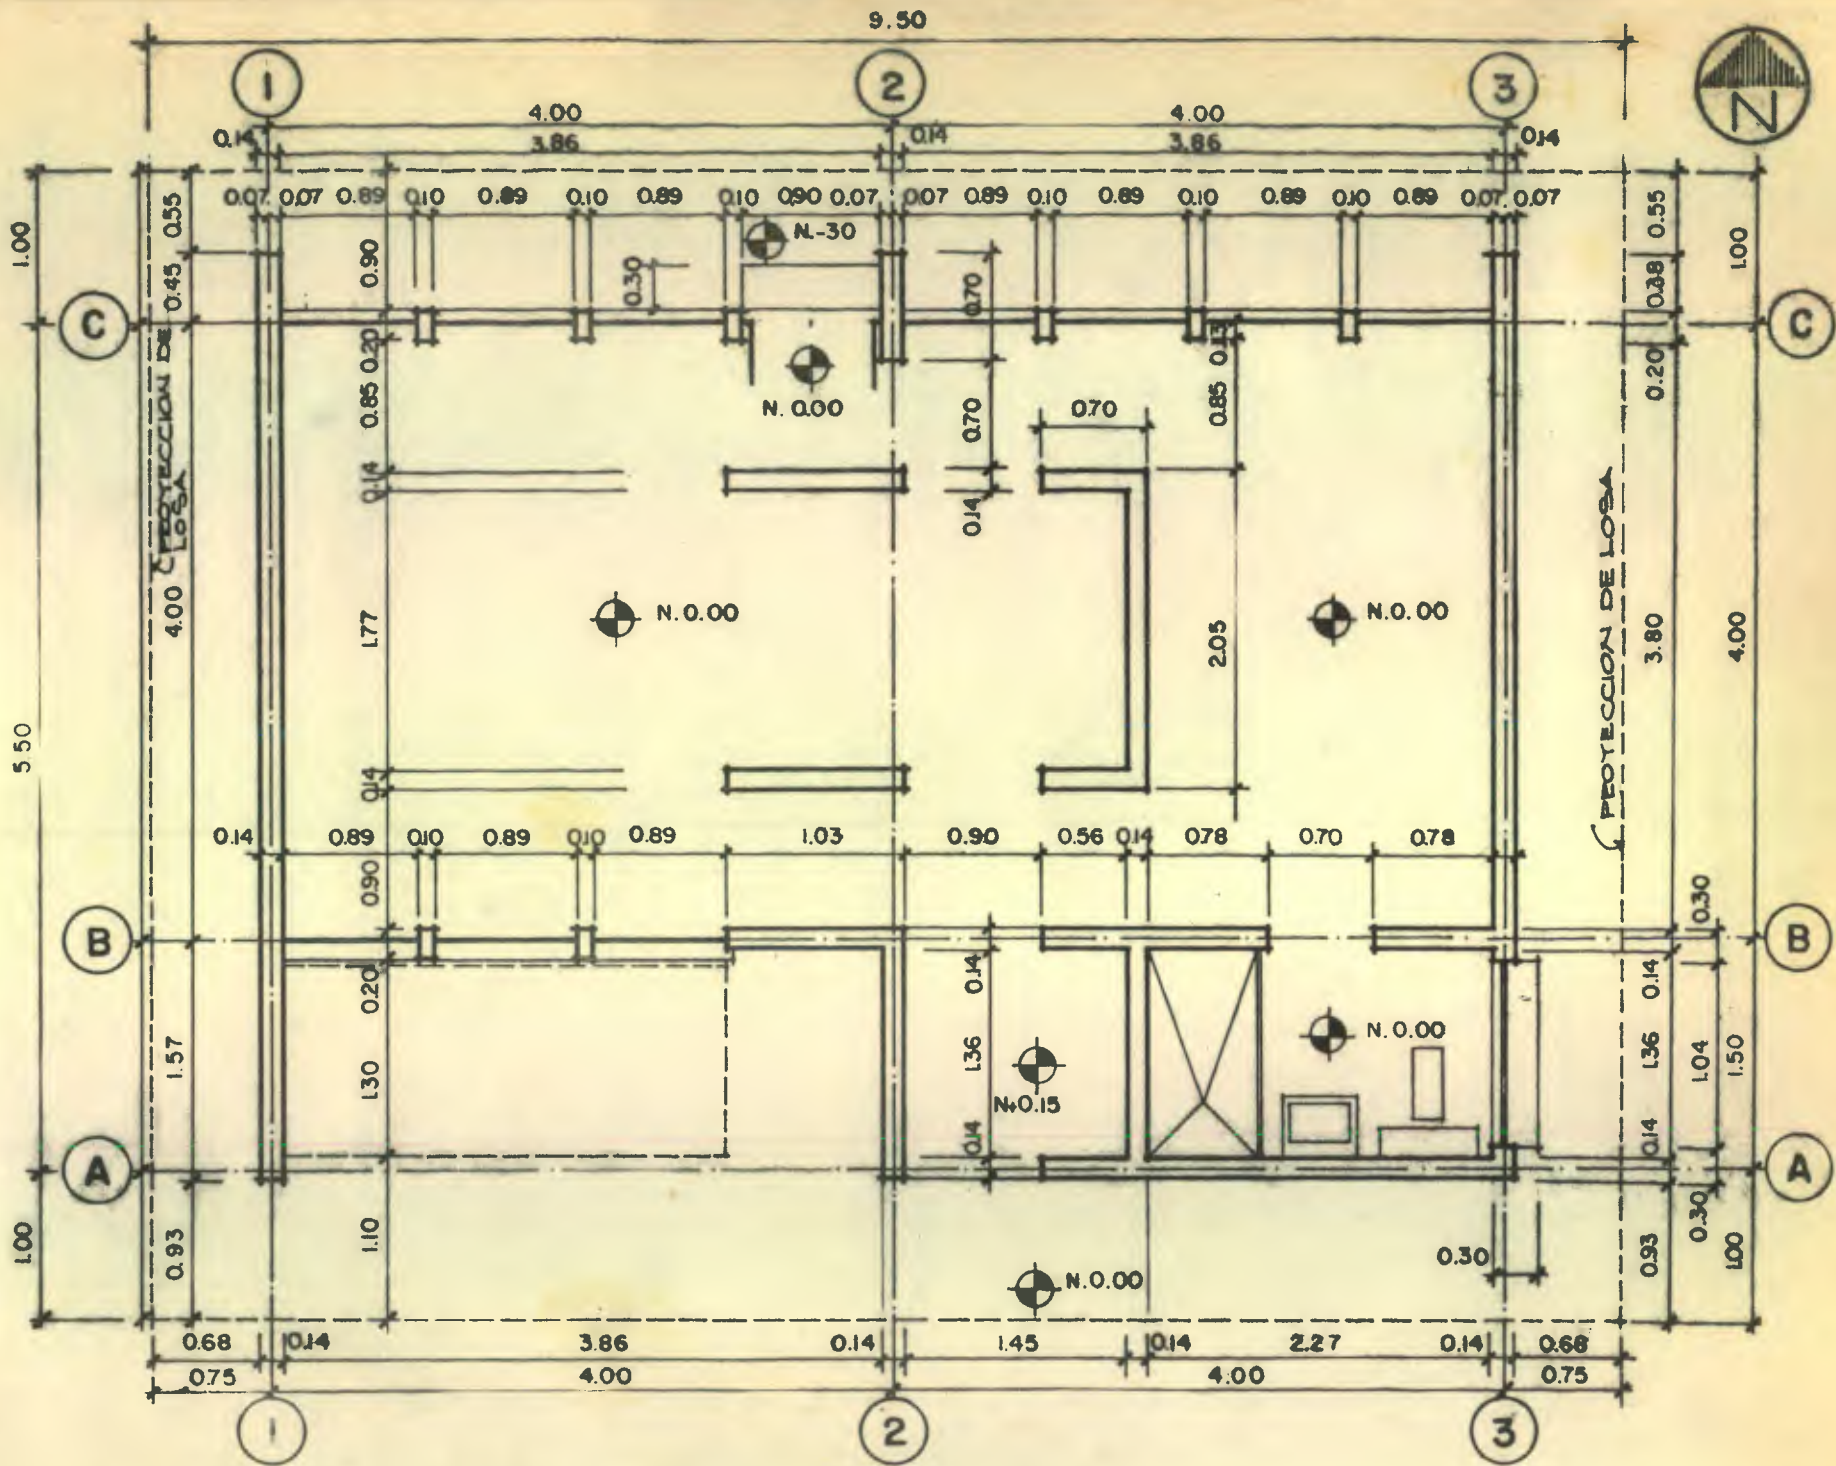 9.50
1 2 3
4.00 4.00
0.14 3.86 0.14 3.86 0.14
0.07 0.07 0.89 0.10 0.89 0.10 0.89 0.10 0.90 0.07 0.07 0.89 0.10 0.89 0.10 0.89 0.10 0.89 0.07 0.07
N
1.00 0.55 0.45 0.90 0.30 N.-30 0.70 0.55 0.38 1.00
C C
0.20 0.85 N. 0.00 0.70 0.70 0.13 0.85 0.20
PROYECCION DE
LOSA
0.14 0.14
4.00 1.77 N. 0.00 2.05 N. 0.00 3.80 4.00
PROYECCION DE LOSA
5.50
0.14
0.14 0.89 0.10 0.89 0.10 0.89 1.03 0.90 0.56 0.14 0.78 0.70 0.78
0.90 0.30
B B
0.20 0.14 0.14
1.57 1.30 1.36 N+0.15 N. 0.00 1.36 1.04 1.50
0.14 0.14
A A
1.00 0.93 1.10 N. 0.00 0.30 0.93 0.30 1.00
0.68 0.14 3.86 0.14 1.45 0.14 2.27 0.14 0.68
0.75 4.00 4.00 0.75
1 2 3